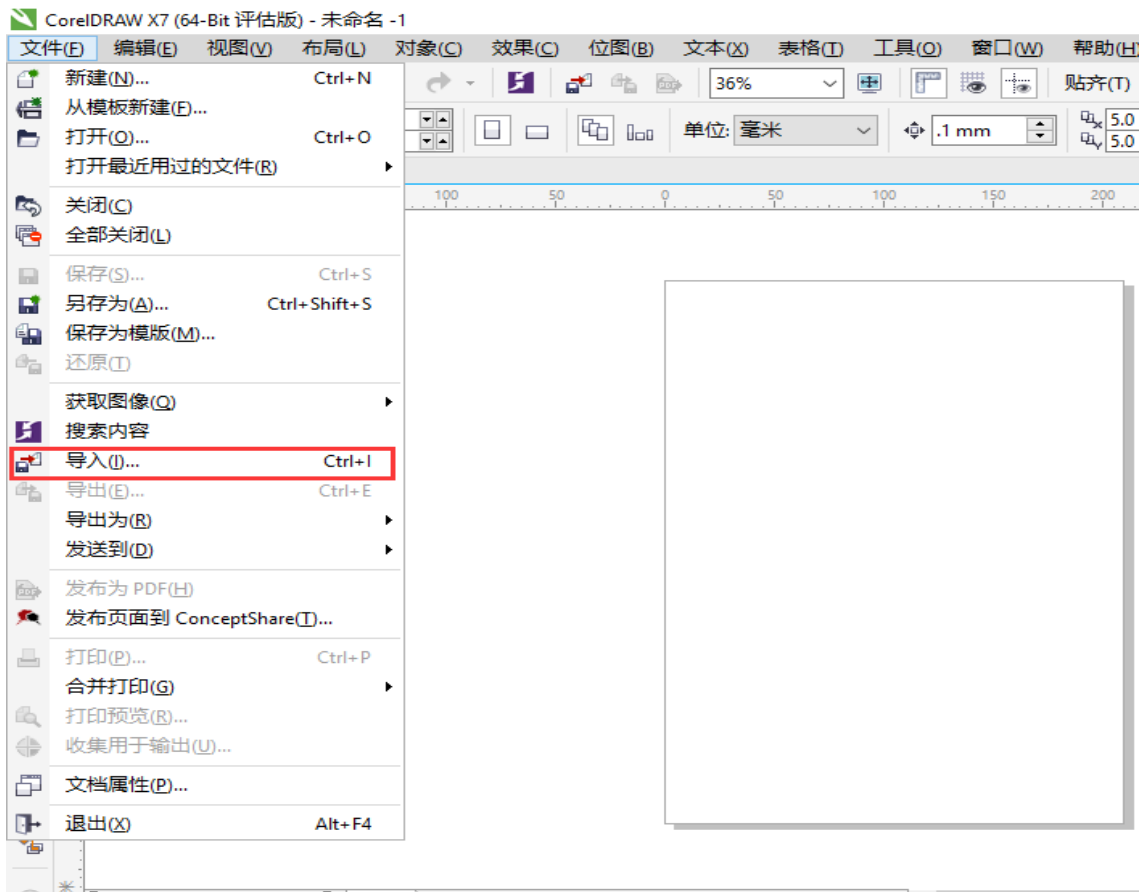 CorelDRAW X7 (64-Bit 评估版) - 未命名 -1
文件(F) 编辑(E) 视图(V) 布局(L) 对象(C) 效果(C) 位图(B) 文本(X) 表格(T) 工具(O) 窗口(W) 帮助(H)
新建(N)... Ctrl+N
36% 贴齐(T)
从模板新建(F)...
5.0
单位: 毫米 .1 mm
打开(O)... Ctrl+O
5.0
打开最近用过的文件(R)
100 50 0 50 100 150 200
关闭(C)
全部关闭(L)
保存(S)... Ctrl+S
另存为(A)... Ctrl+Shift+S
保存为模版(M)...
还原(T)
获取图像(Q)
搜索内容
导入(I)... Ctrl+I
导出(E)... Ctrl+E
导出为(R)
发送到(D)
发布为 PDF(H)
发布页面到 ConceptShare(T)...
打印(P)... Ctrl+P
合并打印(G)
打印预览(R)...
收集用于输出(U)...
文档属性(P)...
退出(X) Alt+F4